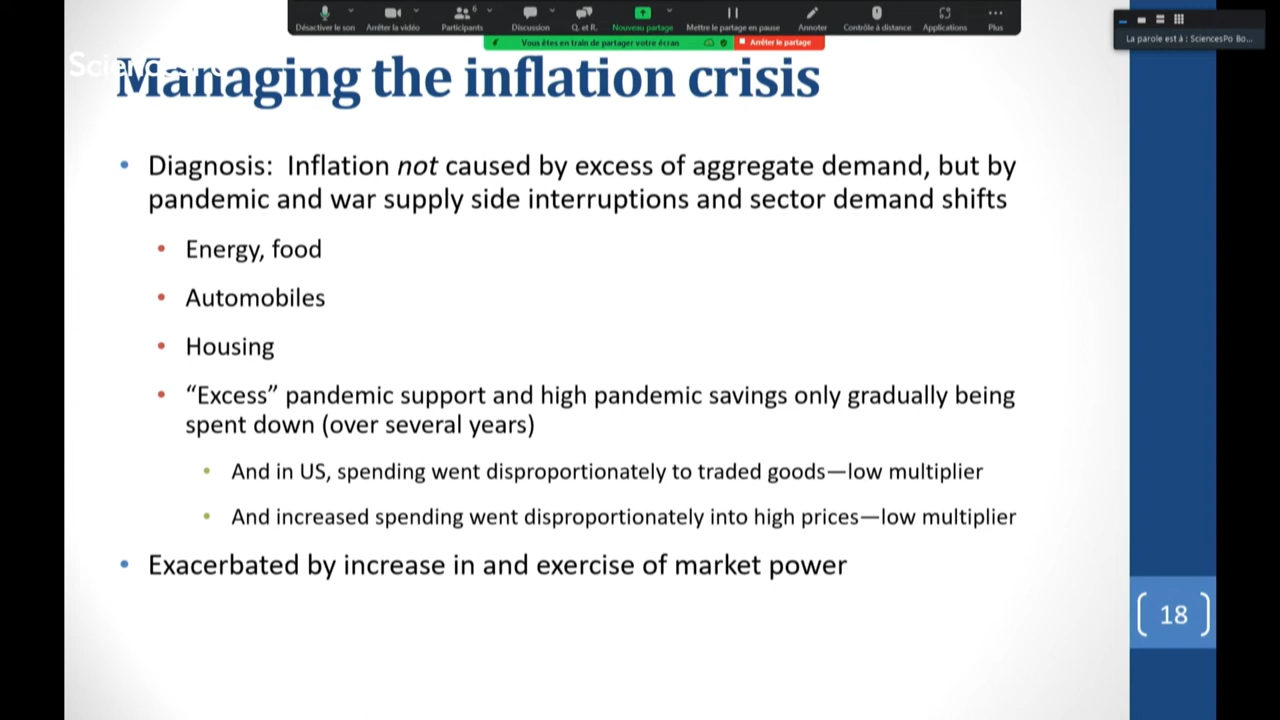 Désactiver le son Arrêter la vidéo Participants 6 Discussion Q. et R. Nouveau partage Mettre le partage en pause Annoter Contrôle à distance Applications Plus
Vous êtes en train de partager votre écran Arrêter le partage
La parole est à : SciencesPo Bo...
Managing the inflation crisis
• Diagnosis: Inflation not caused by excess of aggregate demand, but by
pandemic and war supply side interruptions and sector demand shifts
• Energy, food
• Automobiles
• Housing
• “Excess” pandemic support and high pandemic savings only gradually being
spent down (over several years)
• And in US, spending went disproportionately to traded goods—low multiplier
• And increased spending went disproportionately into high prices—low multiplier
• Exacerbated by increase in and exercise of market power
18